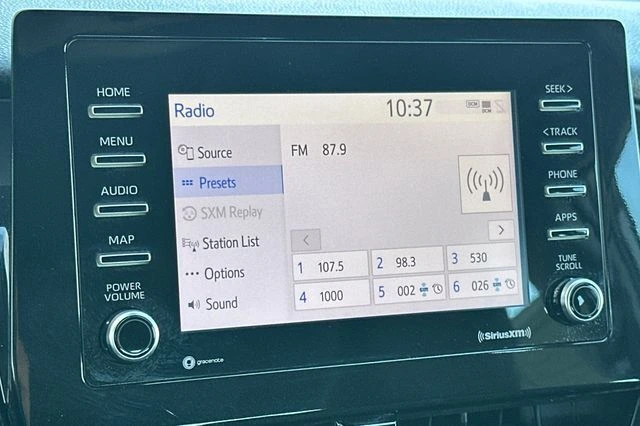 HOME
MENU
AUDIO
MAP
POWER
VOLUME
Radio
10:37
DCM
DCM
Source
Presets
SXM Replay
Station List
Options
Sound
FM 87.9
<
>
1 107.5
2 98.3
3 530
4 1000
5 002
6 026
SEEK >
< TRACK
PHONE
APPS
TUNE
SCROLL
gracenote
SiriusXM